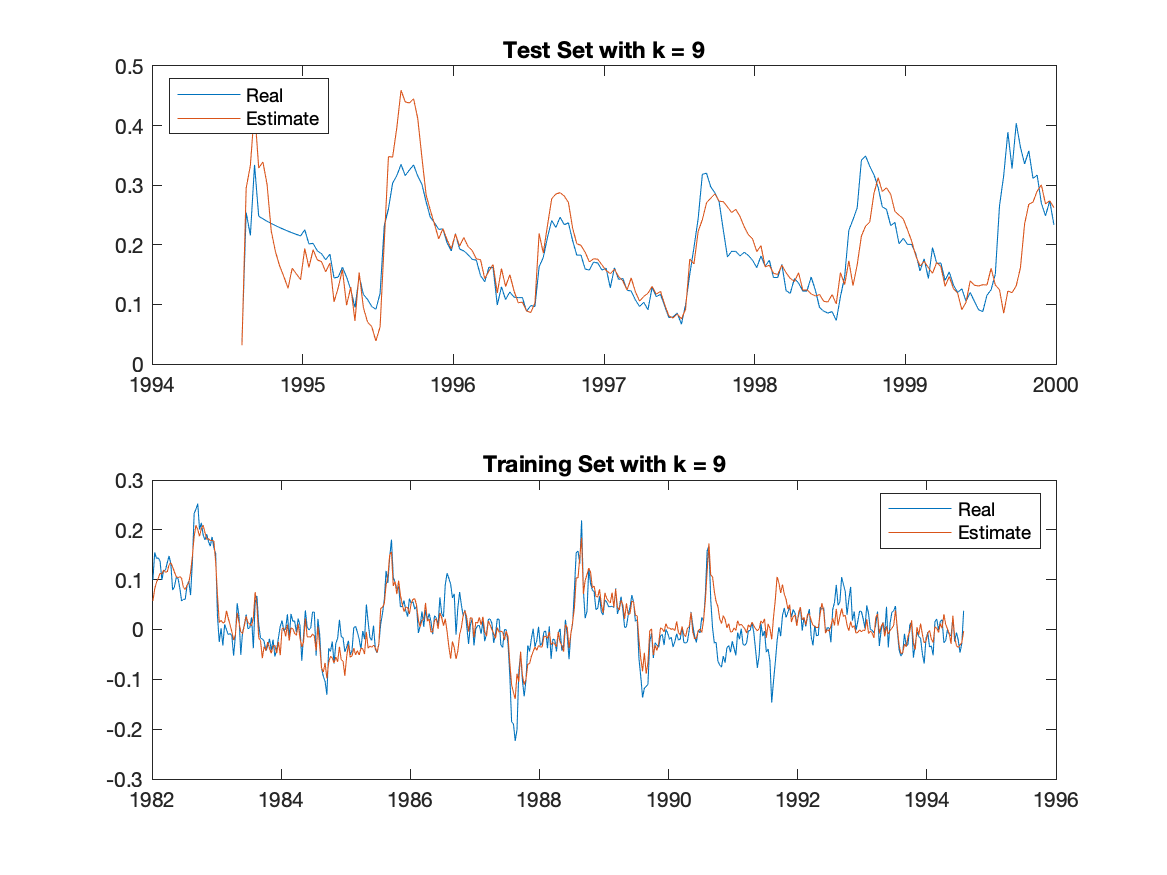 Test Set with k = 9
0.5
0.4
0.3
0.2
0.1
0
Real
Estimate
1994 1995 1996 1997 1998 1999 2000
Training Set with k = 9
0.3
0.2
0.1
0
-0.1
-0.2
-0.3
Real
Estimate
1982 1984 1986 1988 1990 1992 1994 1996